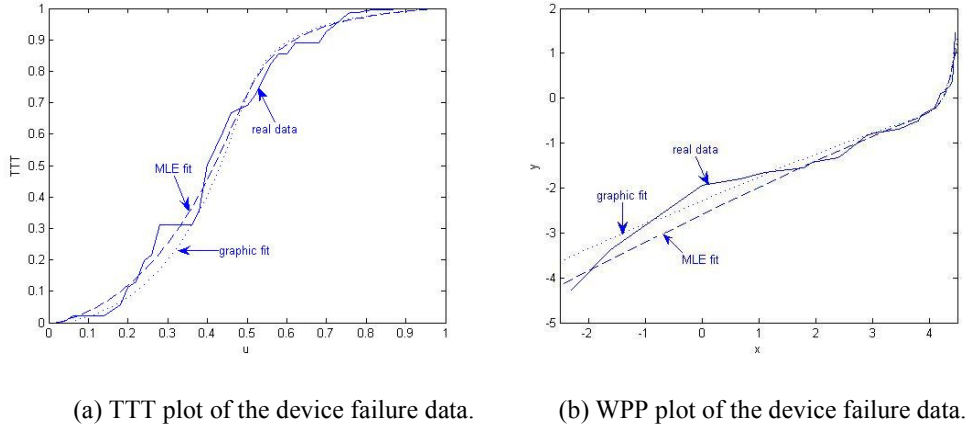 1
0.9
0.8
0.7
0.6
0.5
0.4
0.3
0.2
0.1
0
TTT
real data
MLE fit
graphic fit
0 0.1 0.2 0.3 0.4 0.5 0.6 0.7 0.8 0.9 1
u
(a) TTT plot of the device failure data.
2
1
0
-1
-2
-3
-4
-5
y
real data
graphic fit
MLE fit
-2 -1 0 1 2 3 4
x
(b) WPP plot of the device failure data.